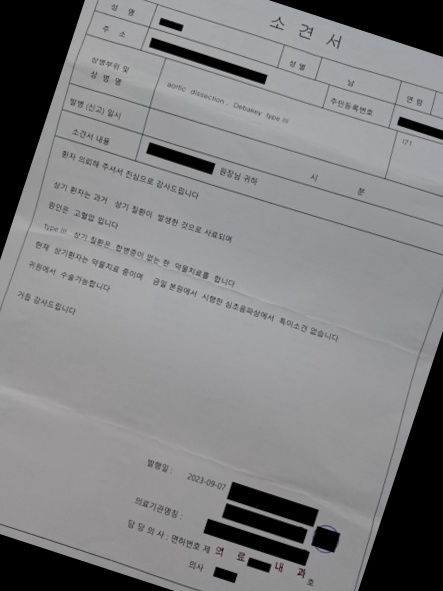 소 견 서
성 명
주 소
성 별
남
연 령
주민등록번호
상병부위 및
상 병 명
aortic dissection, Debakey type III
I71
발병 (신고) 일시
시 분
소견서 내용
원장님 귀하
환자 의뢰해 주셔서 진심으로 감사드립니다
상기 환자는 과거 상기 질환이 발생한 것으로 사료되며
원인은 고혈압 입니다
type III 상기 질환은 합병증이 없는 한 약물치료를 합니다
현재 상기환자는 약물치료 중이며 금일 본원에서 시행한 심초음파상에서 특이소견 없습니다
귀원에서 수술가능합니다
거듭 감사드립니다
발행일 : 2023-09-07
의료기관명칭 :
담 당 의 사 : 면허번호 제
호
의사
의 료
내 과